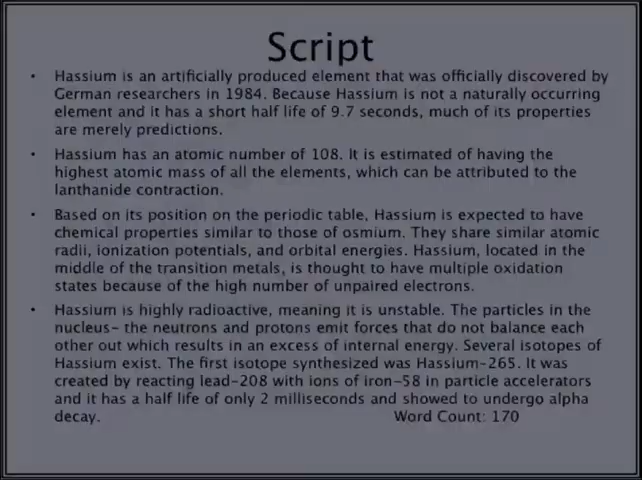 Script
• Hassium is an artificially produced element that was officially discovered by
German researchers in 1984. Because Hassium is not a naturally occurring
element and it has a short half life of 9.7 seconds, much of its properties
are merely predictions.
• Hassium has an atomic number of 108. It is estimated of having the
highest atomic mass of all the elements, which can be attributed to the
lanthanide contraction.
• Based on its position on the periodic table, Hassium is expected to have
chemical properties similar to those of osmium. They share similar atomic
radii, ionization potentials, and orbital energies. Hassium, located in the
middle of the transition metals, is thought to have multiple oxidation
states because of the high number of unpaired electrons.
• Hassium is highly radioactive, meaning it is unstable. The particles in the
nucleus- the neutrons and protons emit forces that do not balance each
other out which results in an excess of internal energy. Several isotopes of
Hassium exist. The first isotope synthesized was Hassium-265. It was
created by reacting lead-208 with ions of iron-58 in particle accelerators
and it has a half life of only 2 milliseconds and showed to undergo alpha
decay. Word Count: 170